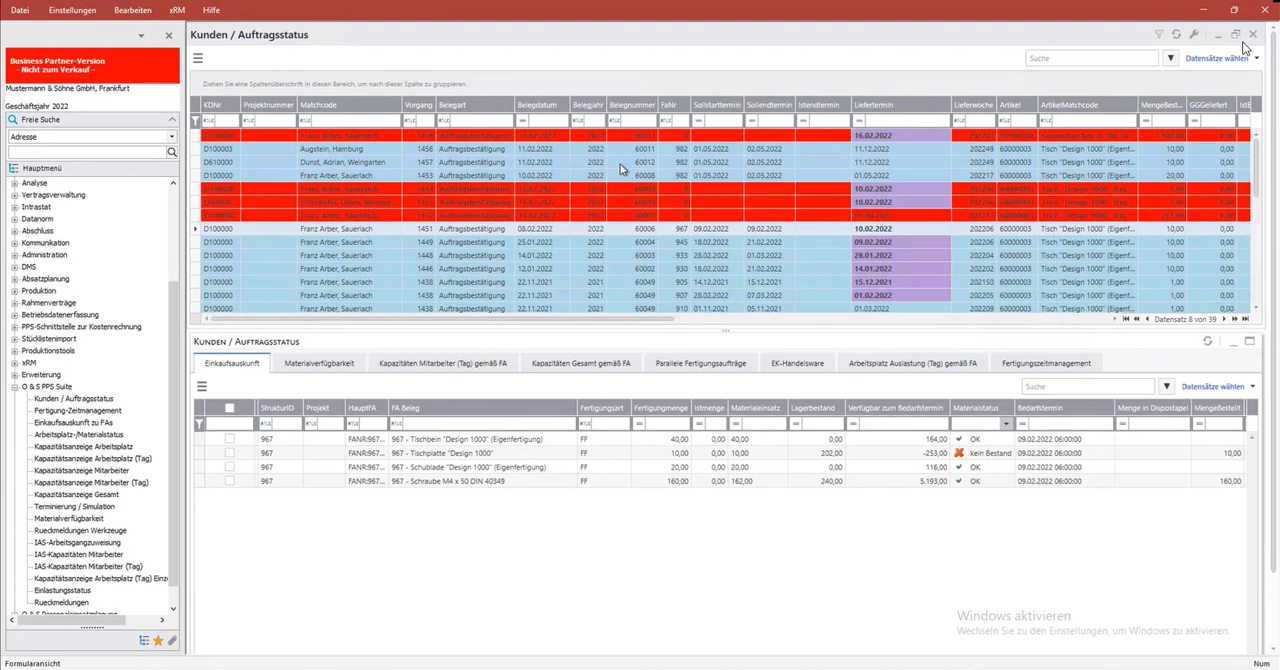 Datei Einstellungen Bearbeiten xRM Hilfe
Business Partner-Version
- Nicht zum Verkauf -
Mustermann & Söhne GmbH, Frankfurt
Geschäftsjahr 2022
Freie Suche
Adresse
Hauptmenü
Analyse
Vertragsverwaltung
Intrastat
Datanorm
Abschluss
Kommunikation
Administration
DMS
Absatzplanung
Produktion
Rahmenverträge
Betriebsdatenerfassung
PPS-Schnittstelle zur Kostenrechnung
Stücklistenimport
Produktionstools
xRM
Erweiterung
O & S PPS Suite
Kunden / Auftragsstatus
Fertigung-Zeitmanagement
Einkaufsauskunft zu FAs
Arbeitsplatz-/Materialstatus
Kapazitätsanzeige Arbeitsplatz
Kapazitätsanzeige Arbeitsplatz (Tag)
Kapazitätsanzeige Mitarbeiter
Kapazitätsanzeige Mitarbeiter (Tag)
Kapazitätsanzeige Gesamt
Terminierung / Simulation
Materialverfügbarkeit
Rueckmeldungen Werkzeuge
IAS-Arbeitsgangzuweisung
IAS-Kapazitäten Mitarbeiter
IAS-Kapazitäten Mitarbeiter (Tag)
Kapazitätsanzeige Arbeitsplatz (Tag) Einze
Einlastungsstatus
Rueckmeldungen
Formularansicht
Kunden / Auftragsstatus
Suche Datensätze wählen
Ziehen Sie eine Spaltenüberschrift in diesen Bereich, um nach dieser Spalte zu gruppieren.
KDNr Projektnummer Matchcode Vorgang Belegart Belegdatum Belegjahr Belegnummer FaNr Sollstarttermin Sollendtermin Istendtermin Liefertermin Lieferwoche Artikel ArtikelMatchcode MengeBest... GGGeliefert IstE
D100000 Franz Arber, Sauerlach Auftragsbestätigung 2022 0 16.02.2022 0,00
D100003 Augstein, Hamburg 1456 Auftragsbestätigung 11.02.2022 2022 60011 982 01.05.2022 02.05.2022 11.12.2022 202249 60000003 Tisch "Design 1000" (Eigenf... 10,00 0,00
D610000 Dunst, Adrian, Weingarten 1457 Auftragsbestätigung 11.02.2022 2022 60012 982 01.05.2022 02.05.2022 11.12.2022 202249 60000003 Tisch "Design 1000" (Eigenf... 10,00 0,00
D100000 Franz Arber, Sauerlach 1453 Auftragsbestätigung 10.02.2022 2022 60008 982 01.05.2022 02.05.2022 01.05.2022 202217 60000003 Tisch "Design 1000" (Eigenf... 20,00 0,00
10.02.2022
10.02.2022
D100000 Franz Arber, Sauerlach 1451 Auftragsbestätigung 08.02.2022 2022 60006 967 09.02.2022 09.02.2022 10.02.2022 202206 60000003 Tisch "Design 1000" (Eigenf... 10,00 0,00
D100000 Franz Arber, Sauerlach 1449 Auftragsbestätigung 25.01.2022 2022 60004 945 18.02.2022 21.02.2022 09.02.2022 202206 60000003 Tisch "Design 1000" (Eigenf... 10,00 0,00
D100000 Franz Arber, Sauerlach 1448 Auftragsbestätigung 14.01.2022 2022 60003 933 28.02.2022 01.03.2022 28.01.2022 202204 60000003 Tisch "Design 1000" (Eigenf... 10,00 0,00
D100000 Franz Arber, Sauerlach 1446 Auftragsbestätigung 12.01.2022 2022 60002 930 18.02.2022 21.02.2022 14.01.2022 202202 60000003 Tisch "Design 1000" (Eigenf... 10,00 0,00
D100000 Franz Arber, Sauerlach 1438 Auftragsbestätigung 22.11.2021 2021 60049 905 14.12.2021 15.12.2021 15.12.2021 202150 60000003 Tisch "Design 1000" (Eigenf... 1,00 0,00
D100000 Franz Arber, Sauerlach 1438 Auftragsbestätigung 22.11.2021 2021 60049 907 28.02.2022 07.03.2022 01.02.2022 202205 60000003 Tisch "Design 1000" (Eigenf... 1,00 0,00
D100000 Franz Arber, Sauerlach 1438 Auftragsbestätigung 22.11.2021 2021 60049 910 01.11.2021 05.11.2021 01.03.2022 202209 60000003 Tisch "Design 1000" (Eigenf... 1,00 0,00
Datensatz 8 von 39
KUNDEN / AUFTRAGSSTATUS
Einkaufsauskunft Materialverfügbarkeit Kapazitäten Mitarbeiter (Tag) gemäß FA Kapazitäten Gesamt gemäß FA Parallele Fertigungsaufträge EK-Handelsware Arbeitsplatz Auslastung (Tag) gemäß FA Fertigungszeitmanagement
Suche Datensätze wählen
StrukturID Projekt HauptFA FA Beleg Fertigungsart Fertigungsmenge Istmenge Materialeinsatz Lagerbestand Verfügbar zum Bedarfstermin Materialstatus Bedarfstermin Menge in Dispostapel MengeBestellt
967 FANR:967... 967 - Tischbein "Design 1000" (Eigenfertigung) FF 40,00 0,00 40,00 0,00 164,00 OK 09.02.2022 06:00:00
967 FANR:967... 967 - Tischplatte "Design 1000" FF 10,00 0,00 10,00 202,00 -253,00 kein Bestand 09.02.2022 06:00:00 10,00
967 FANR:967... 967 - Schublade "Design 1000" (Eigenfertigung) FF 20,00 0,00 20,00 0,00 116,00 OK 09.02.2022 06:00:00
967 FANR:967... 967 - Schraube M4 x 50 DIN 40349 FF 160,00 0,00 162,00 240,00 5.193,00 OK 09.02.2022 06:00:00 160,00
Windows aktivieren
Wechseln Sie zu den Einstellungen, um Windows zu aktivieren.
Num